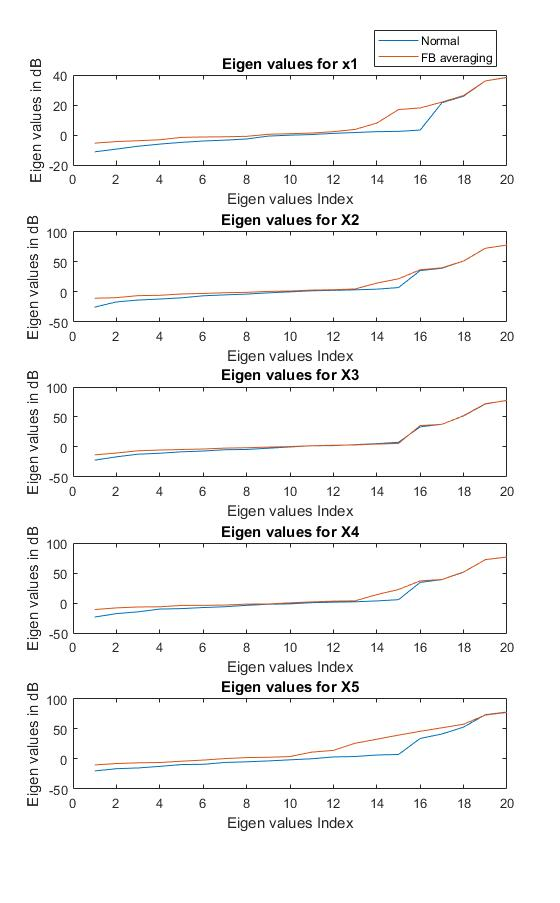 Normal
FB averaging
Eigen values for x1
Eigen values in dB
40
20
0
-20
0 2 4 6 8 10 12 14 16 18 20
Eigen values Index
Eigen values for X2
Eigen values in dB
100
50
0
-50
0 2 4 6 8 10 12 14 16 18 20
Eigen values Index
Eigen values for X3
Eigen values in dB
100
50
0
-50
0 2 4 6 8 10 12 14 16 18 20
Eigen values Index
Eigen values for X4
Eigen values in dB
100
50
0
-50
0 2 4 6 8 10 12 14 16 18 20
Eigen values Index
Eigen values for X5
Eigen values in dB
100
50
0
-50
0 2 4 6 8 10 12 14 16 18 20
Eigen values Index